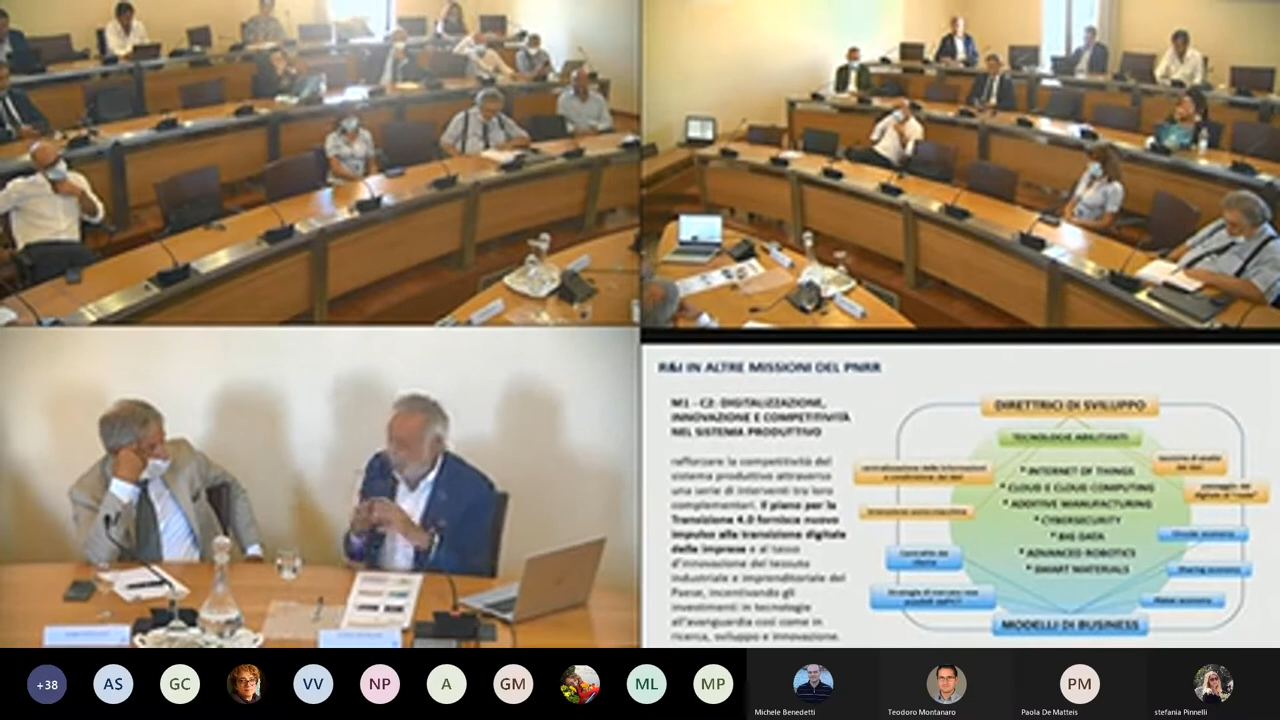 R&I IN ALTRE MISSIONI DEL PNRR
M1 - C2: DIGITALIZZAZIONE,
INNOVAZIONE E COMPETITIVITÀ
NEL SISTEMA PRODUTTIVO
rafforzare la competitività del
sistema produttivo attraverso
una serie di interventi tra loro
complementari. Il piano per la
Transizione 4.0 fornisce nuovo
impulso alla transizione digitale
delle imprese e al tasso
d'innovazione del tessuto
industriale e imprenditoriale del
Paese, incentivando gli
investimenti in tecnologie
all'avanguardia così come in
ricerca, sviluppo e innovazione.
DIRETTRICI DI SVILUPPO
TECNOLOGIE ABILITANTI
* INTERNET OF THINGS
* CLOUD E CLOUD COMPUTING
* ADDITIVE MANUFACTURING
* CYBERSECURITY
* BIG DATA
* ADVANCED ROBOTICS
* SMART MATERIALS
Circular economy
Sharing economy
MODELLI DI BUSINESS
+38
AS
GC
VV
NP
A
GM
ML
MP
PM
Michele Benedetti
Teodoro Montanaro
Paola De Matteis
stefania Pinnelli